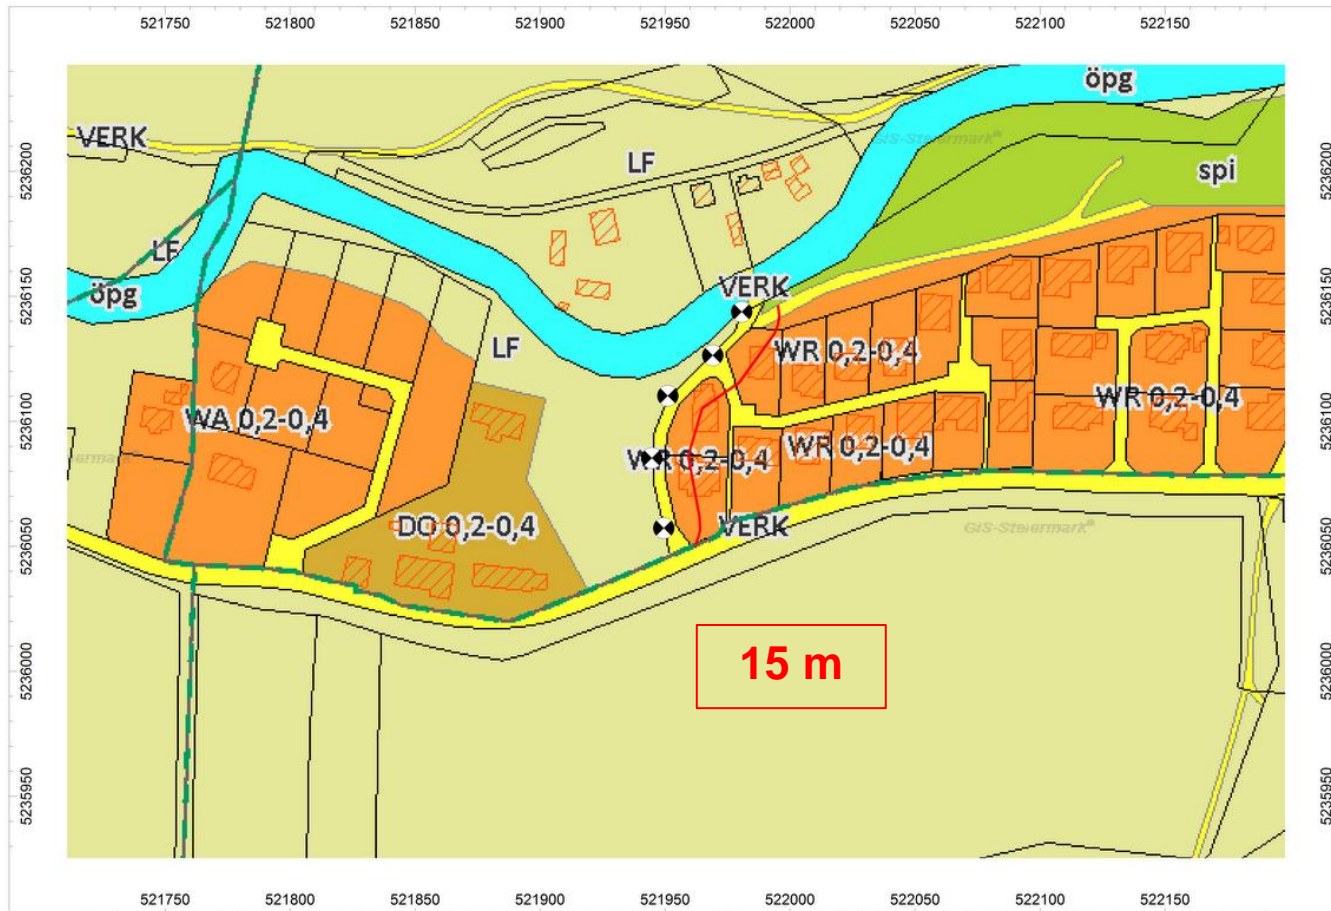 521750 521800 521850 521900 521950 522000 522050 522100 522150
öpg
VERK
GIS-Steiermark®
5236200 LF spi 5236200
LF
öpg VERK 5236150
5236150
LF WR 0,2-0,4
5236100 WA 0,2-0,4 WR 0,2-0,4 5236100
WR 0,2-0,4 WR 0,2-0,4
5236050 DO 0,2-0,4 VERK GIS-Steiermark® 5236050
5236000 15 m 5236000
5235950 5235950
521750 521800 521850 521900 521950 522000 522050 522100 522150